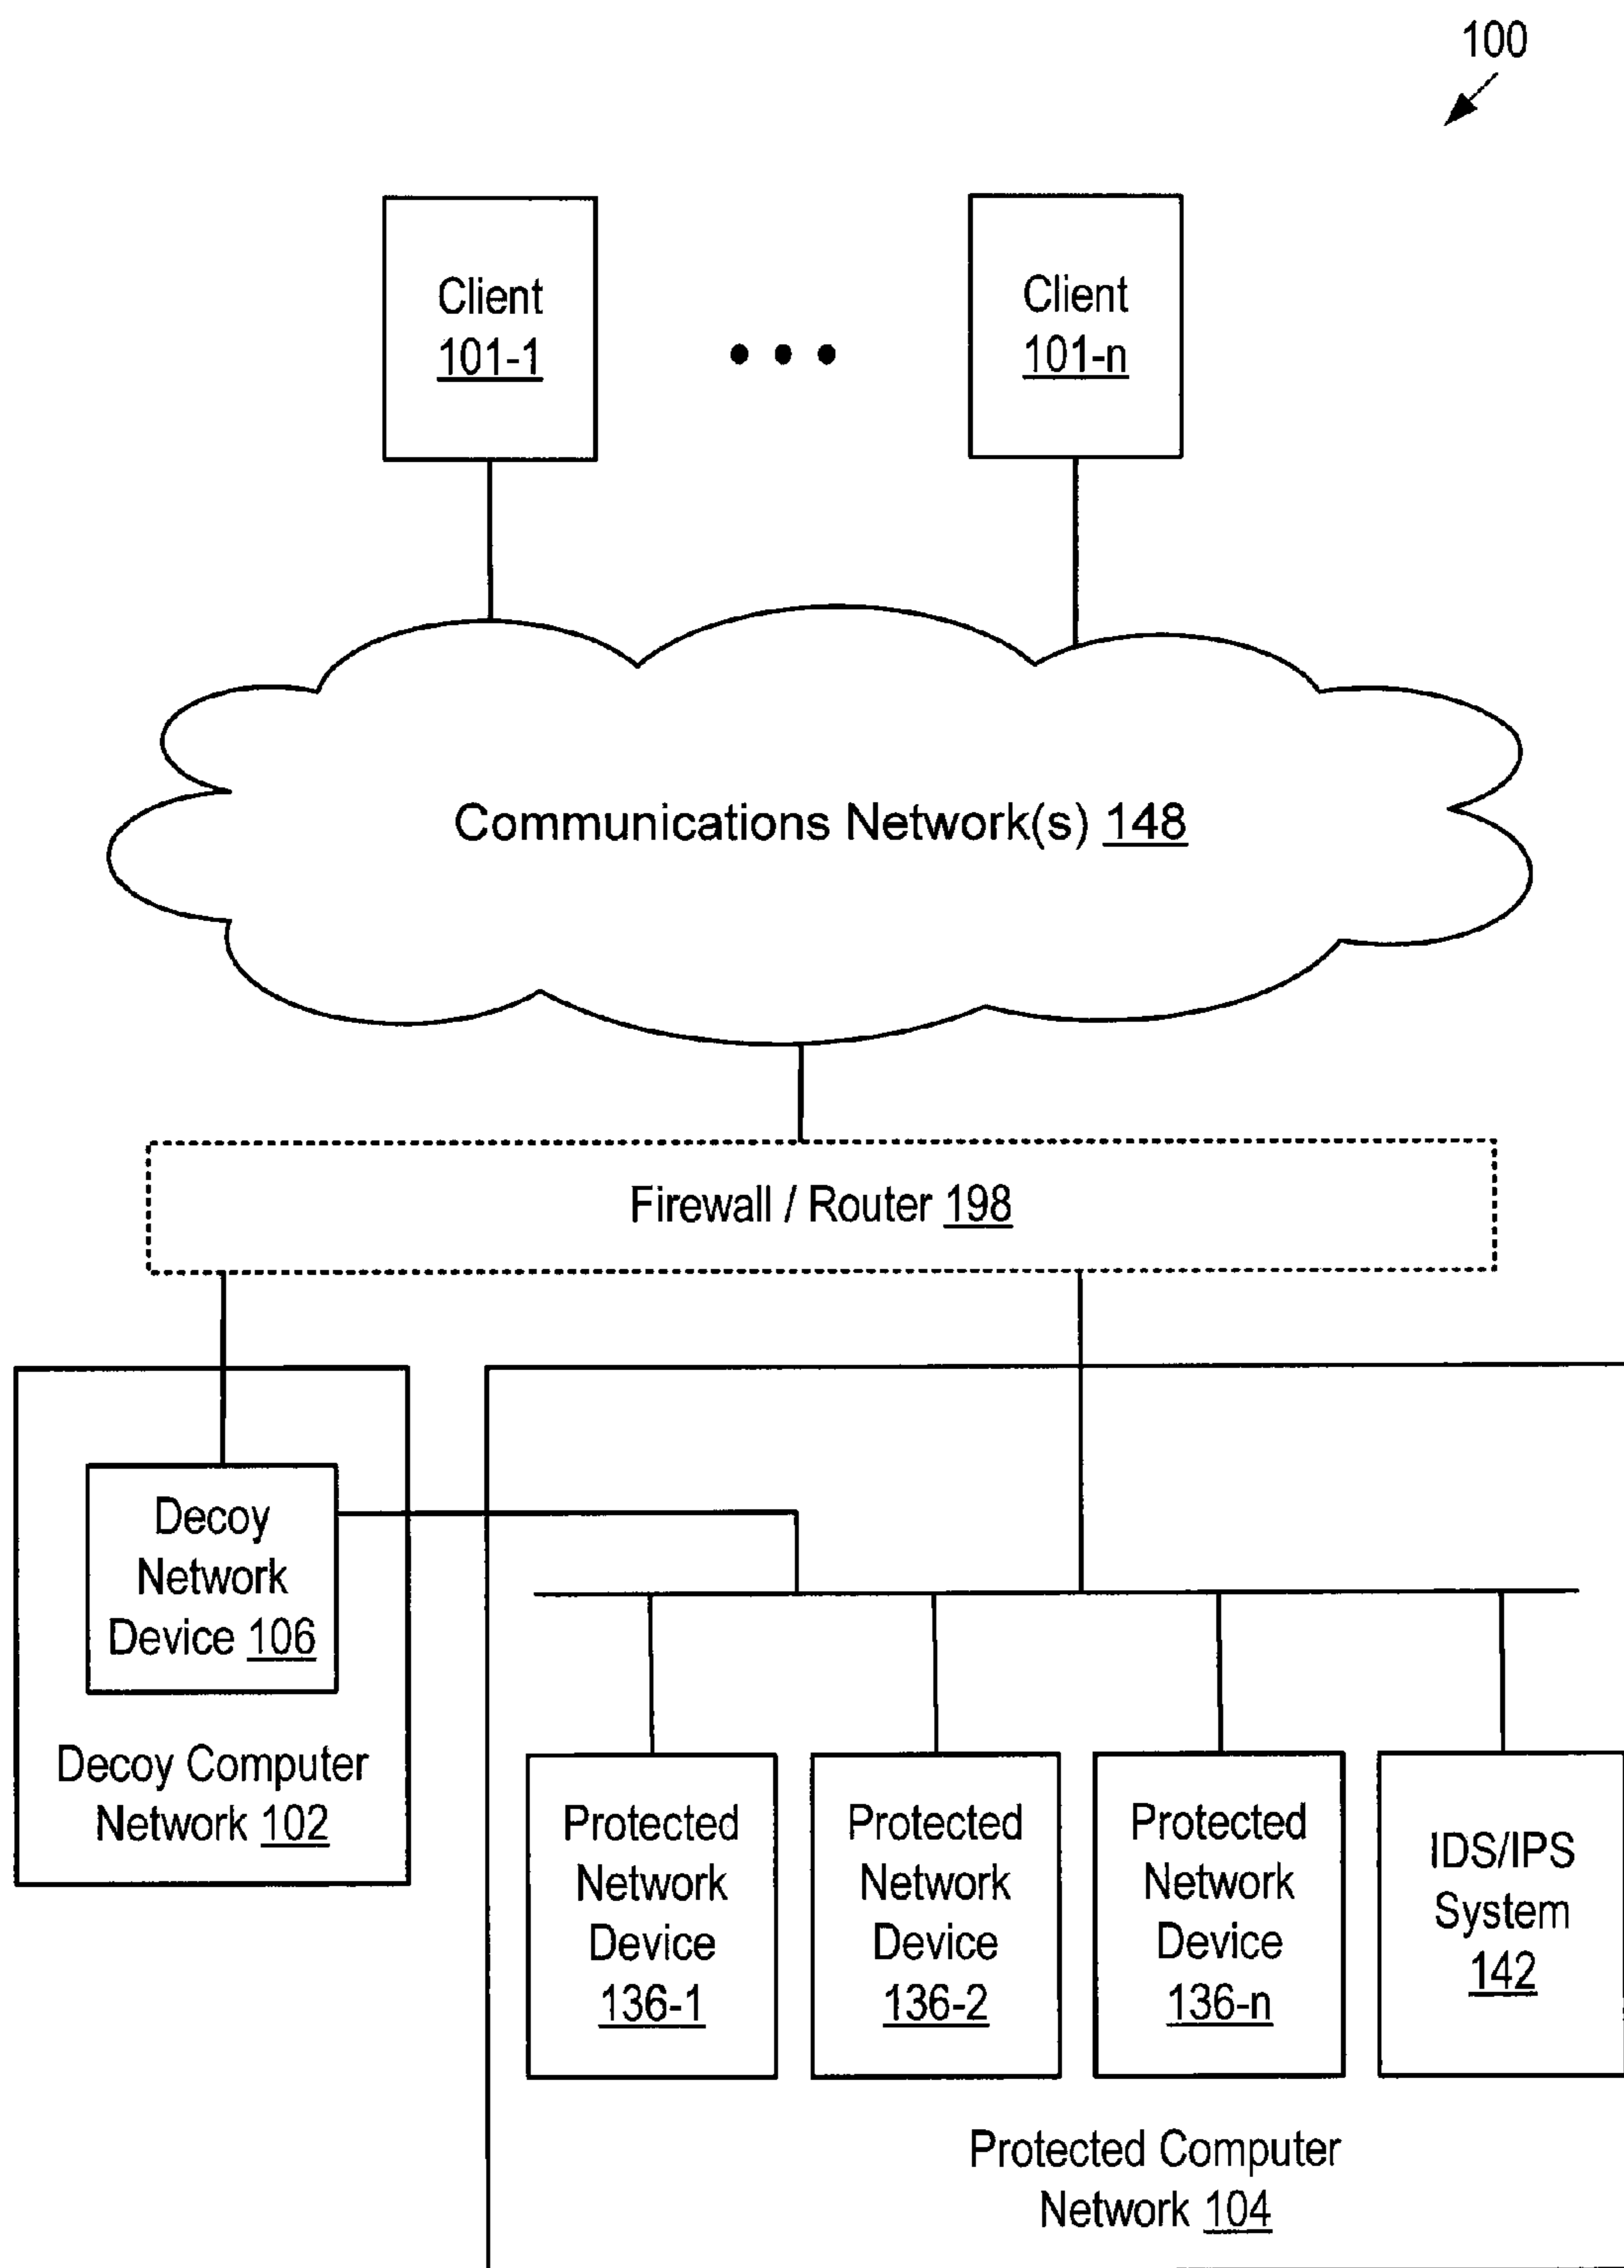 100
Client
101-1
Client
101-n
Communications Network(s) 148
Firewall / Router 198
Decoy
Network
Device 106
Decoy Computer
Network 102
Protected
Network
Device
136-1
Protected
Network
Device
136-2
Protected
Network
Device
136-n
IDS/IPS
System
142
Protected Computer
Network 104